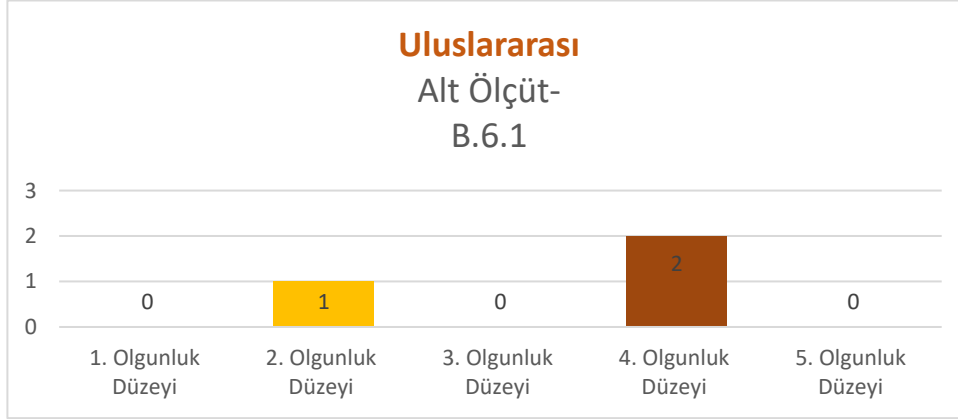 Uluslararası
Alt Ölçüt-
B.6.1
3
2
1
0
0
1
0
2
0
1. Olgunluk
Düzeyi
2. Olgunluk
Düzeyi
3. Olgunluk
Düzeyi
4. Olgunluk
Düzeyi
5. Olgunluk
Düzeyi